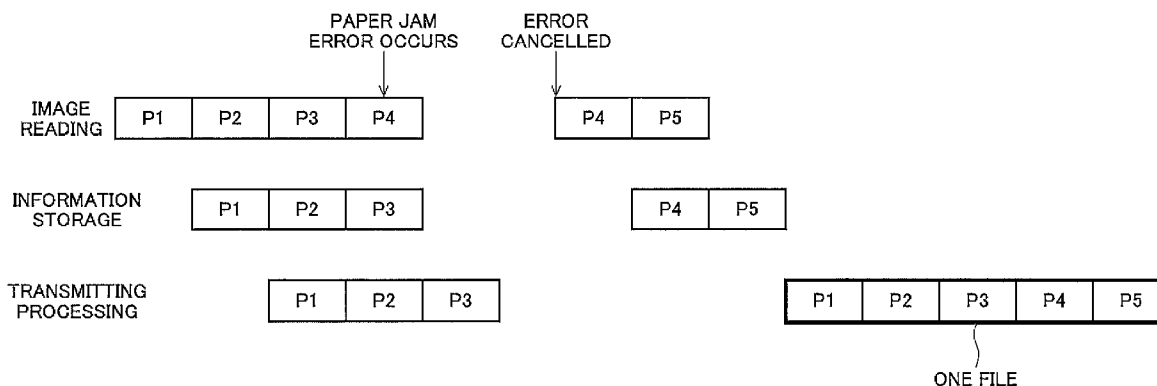 PAPER JAM
ERROR OCCURS
ERROR
CANCELLED
IMAGE
READING
P1 P2 P3 P4 P4 P5
INFORMATION
STORAGE
P1 P2 P3 P4 P5
TRANSMITTING
PROCESSING
P1 P2 P3 P1 P2 P3 P4 P5
ONE FILE